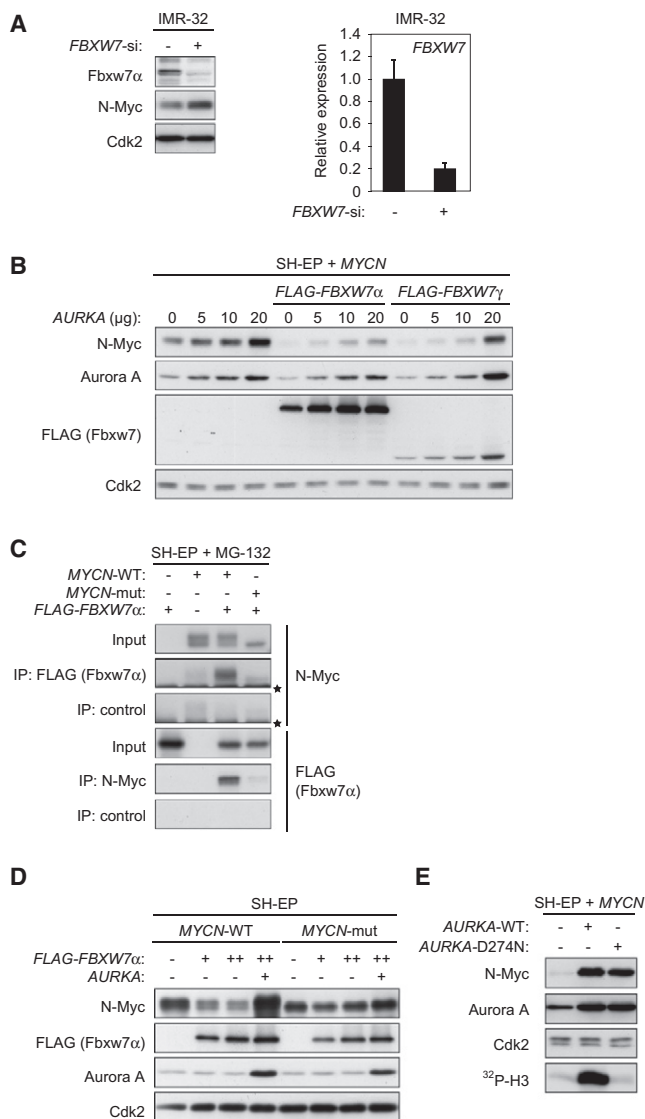 A
IMR-32
FBXW7-si: - +
Fbxw7α
N-Myc
Cdk2
IMR-32
FBXW7
Relative expression
1.4
1.2
1.0
0.8
0.6
0.4
0.2
0
FBXW7-si: - +
B
SH-EP + MYCN
FLAG-FBXW7α FLAG-FBXW7γ
AURKA (µg): 0 5 10 20 0 5 10 20 0 5 10 20
N-Myc
Aurora A
FLAG (Fbxw7)
Cdk2
C
SH-EP + MG-132
MYCN-WT: - + + -
MYCN-mut: - - - +
FLAG-FBXW7α: + - + +
Input
IP: FLAG (Fbxw7α)
IP: control
N-Myc
Input
IP: N-Myc
IP: control
FLAG
(Fbxw7α)
D
SH-EP
MYCN-WT MYCN-mut
FLAG-FBXW7α: - + ++ ++ - + ++ ++
AURKA: - - - + - - - +
N-Myc
FLAG (Fbxw7α)
Aurora A
Cdk2
E
SH-EP + MYCN
AURKA-WT: - + -
AURKA-D274N: - - +
N-Myc
Aurora A
Cdk2
³²P-H3